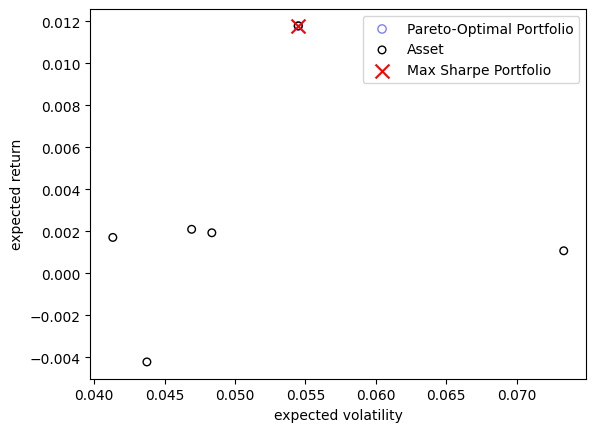 0.012
0.010
0.008
0.006
0.004
0.002
0.000
−0.002
−0.004
expected return
Pareto-Optimal Portfolio
Asset
Max Sharpe Portfolio
0.040 0.045 0.050 0.055 0.060 0.065 0.070
expected volatility